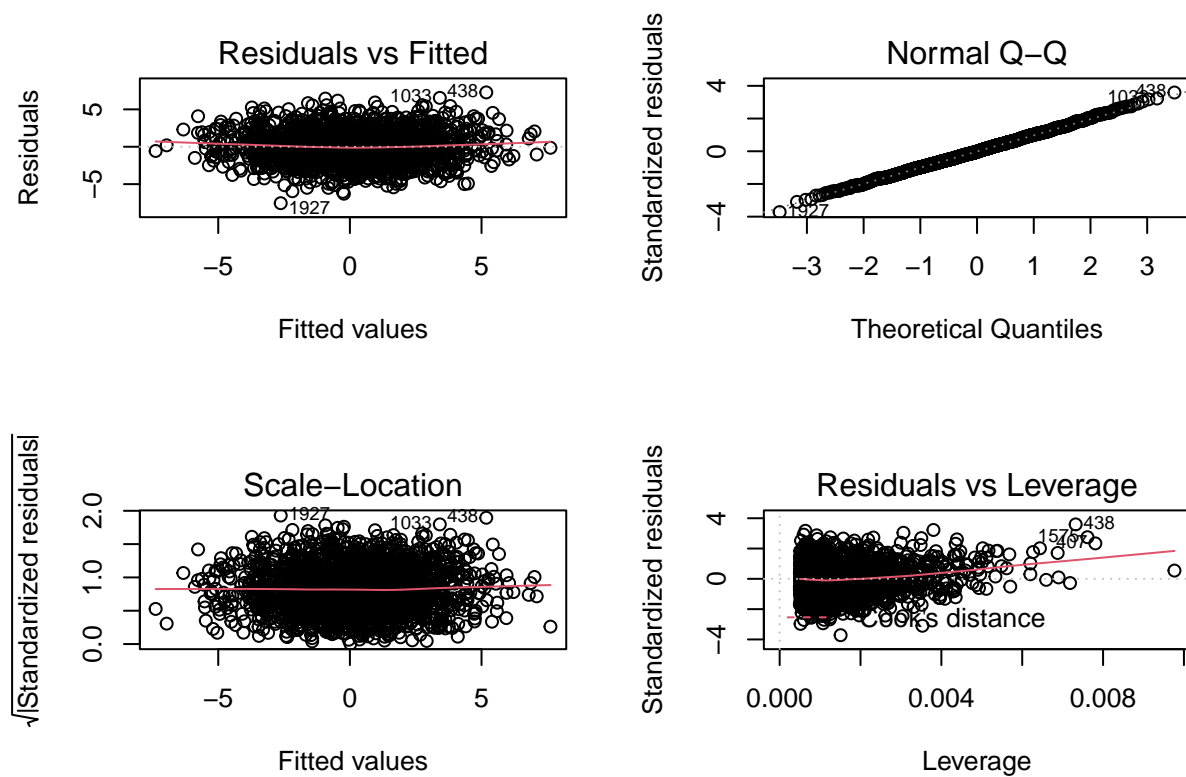 Residuals vs Fitted
Residuals
5
−5
1033
438
1927
−5 0 5
Fitted values
Normal Q−Q
Standardized residuals
4
0
−4
438
1927
−3 −2 −1 0 1 2 3
Theoretical Quantiles
Scale−Location
√|Standardized residuals|
2.0
1.0
0.0
1927
1033
438
−5 0 5
Fitted values
Residuals vs Leverage
Standardized residuals
4
0
−4
438
Cook's distance
0.000 0.004 0.008
Leverage